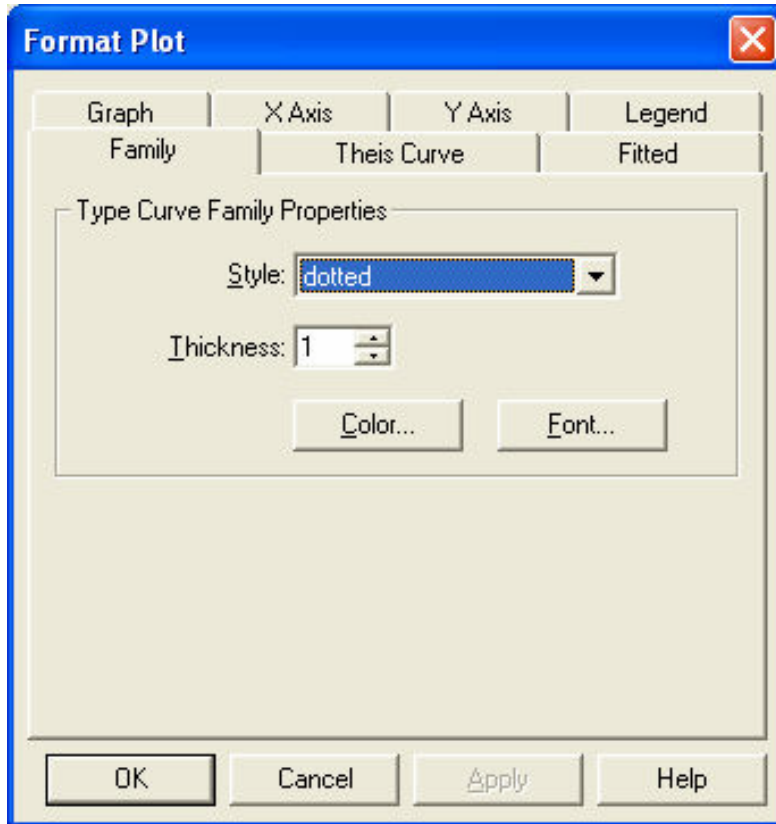 Format Plot
Graph X Axis Y Axis Legend
Family Theis Curve Fitted
Type Curve Family Properties
Style: dotted
Thickness: 1
Color... Font...
OK Cancel Apply Help